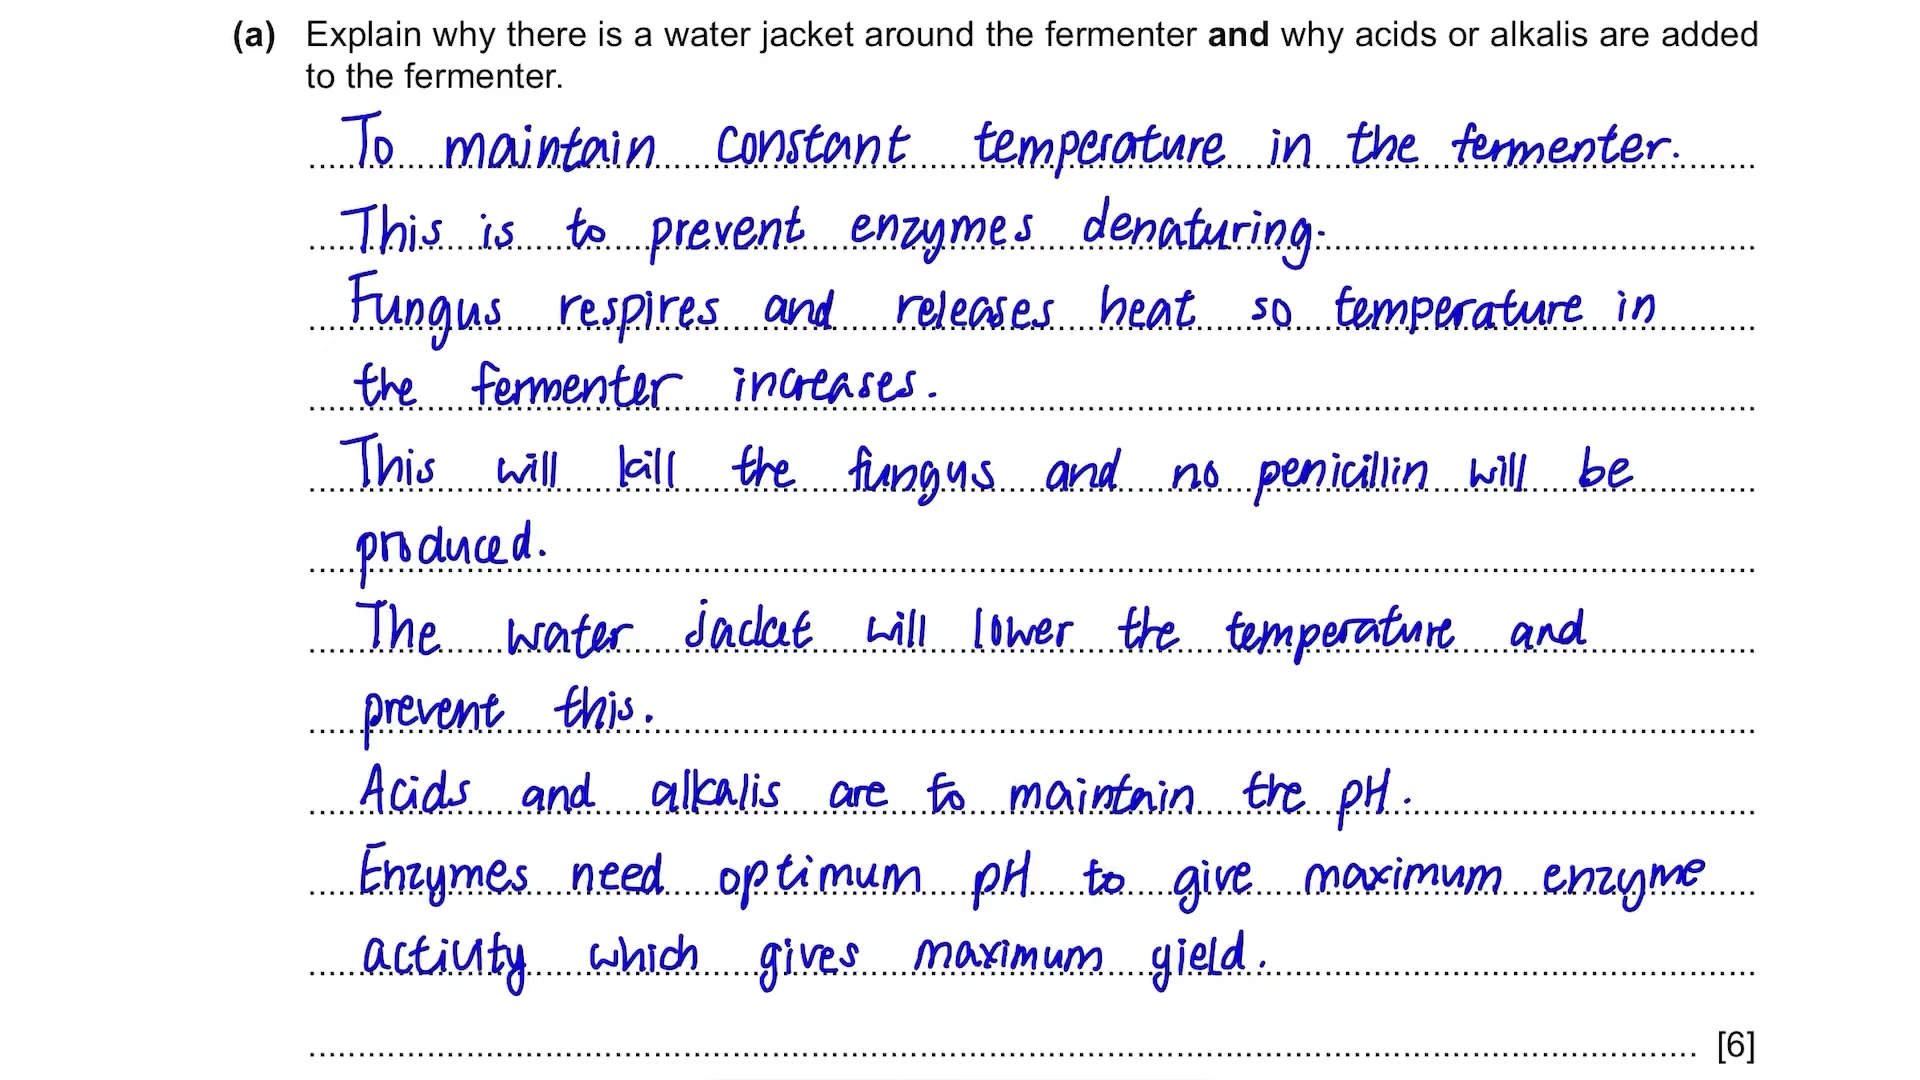 (a) Explain why there is a water jacket around the fermenter and why acids or alkalis are added
to the fermenter.
To maintain constant temperature in the fermenter.
This is to prevent enzymes denaturing.
Fungus respires and releases heat so temperature in
the fermenter increases.
This will kill the fungus and no penicillin will be
produced.
The water jacket will lower the temperature and
prevent this.
Acids and alkalis are to maintain the pH.
Enzymes need optimum pH to give maximum enzyme
activity which gives maximum yield.
[6]